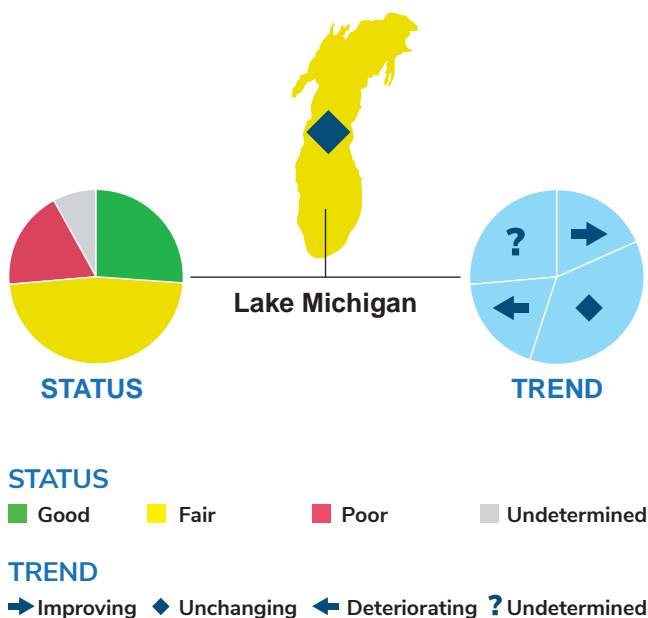 ?
Lake Michigan
STATUS
TREND
STATUS
Good Fair Poor Undetermined
TREND
Improving Unchanging Deteriorating ? Undetermined